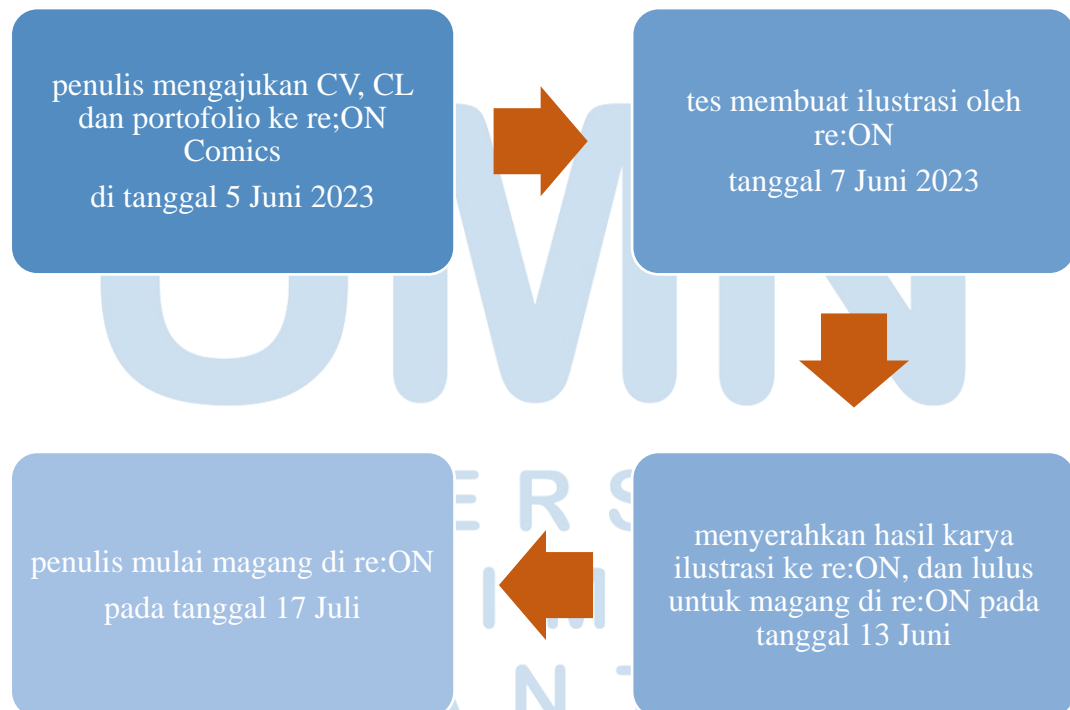 penulis mengajukan CV, CL
dan portofolio ke re;ON
Comics
di tanggal 5 Juni 2023
tes membuat ilustrasi oleh
re:ON
tanggal 7 Juni 2023
menyerahkan hasil karya
ilustrasi ke re:ON, dan lulus
untuk magang di re:ON pada
tanggal 13 Juni
penulis mulai magang di re:ON
pada tanggal 17 Juli